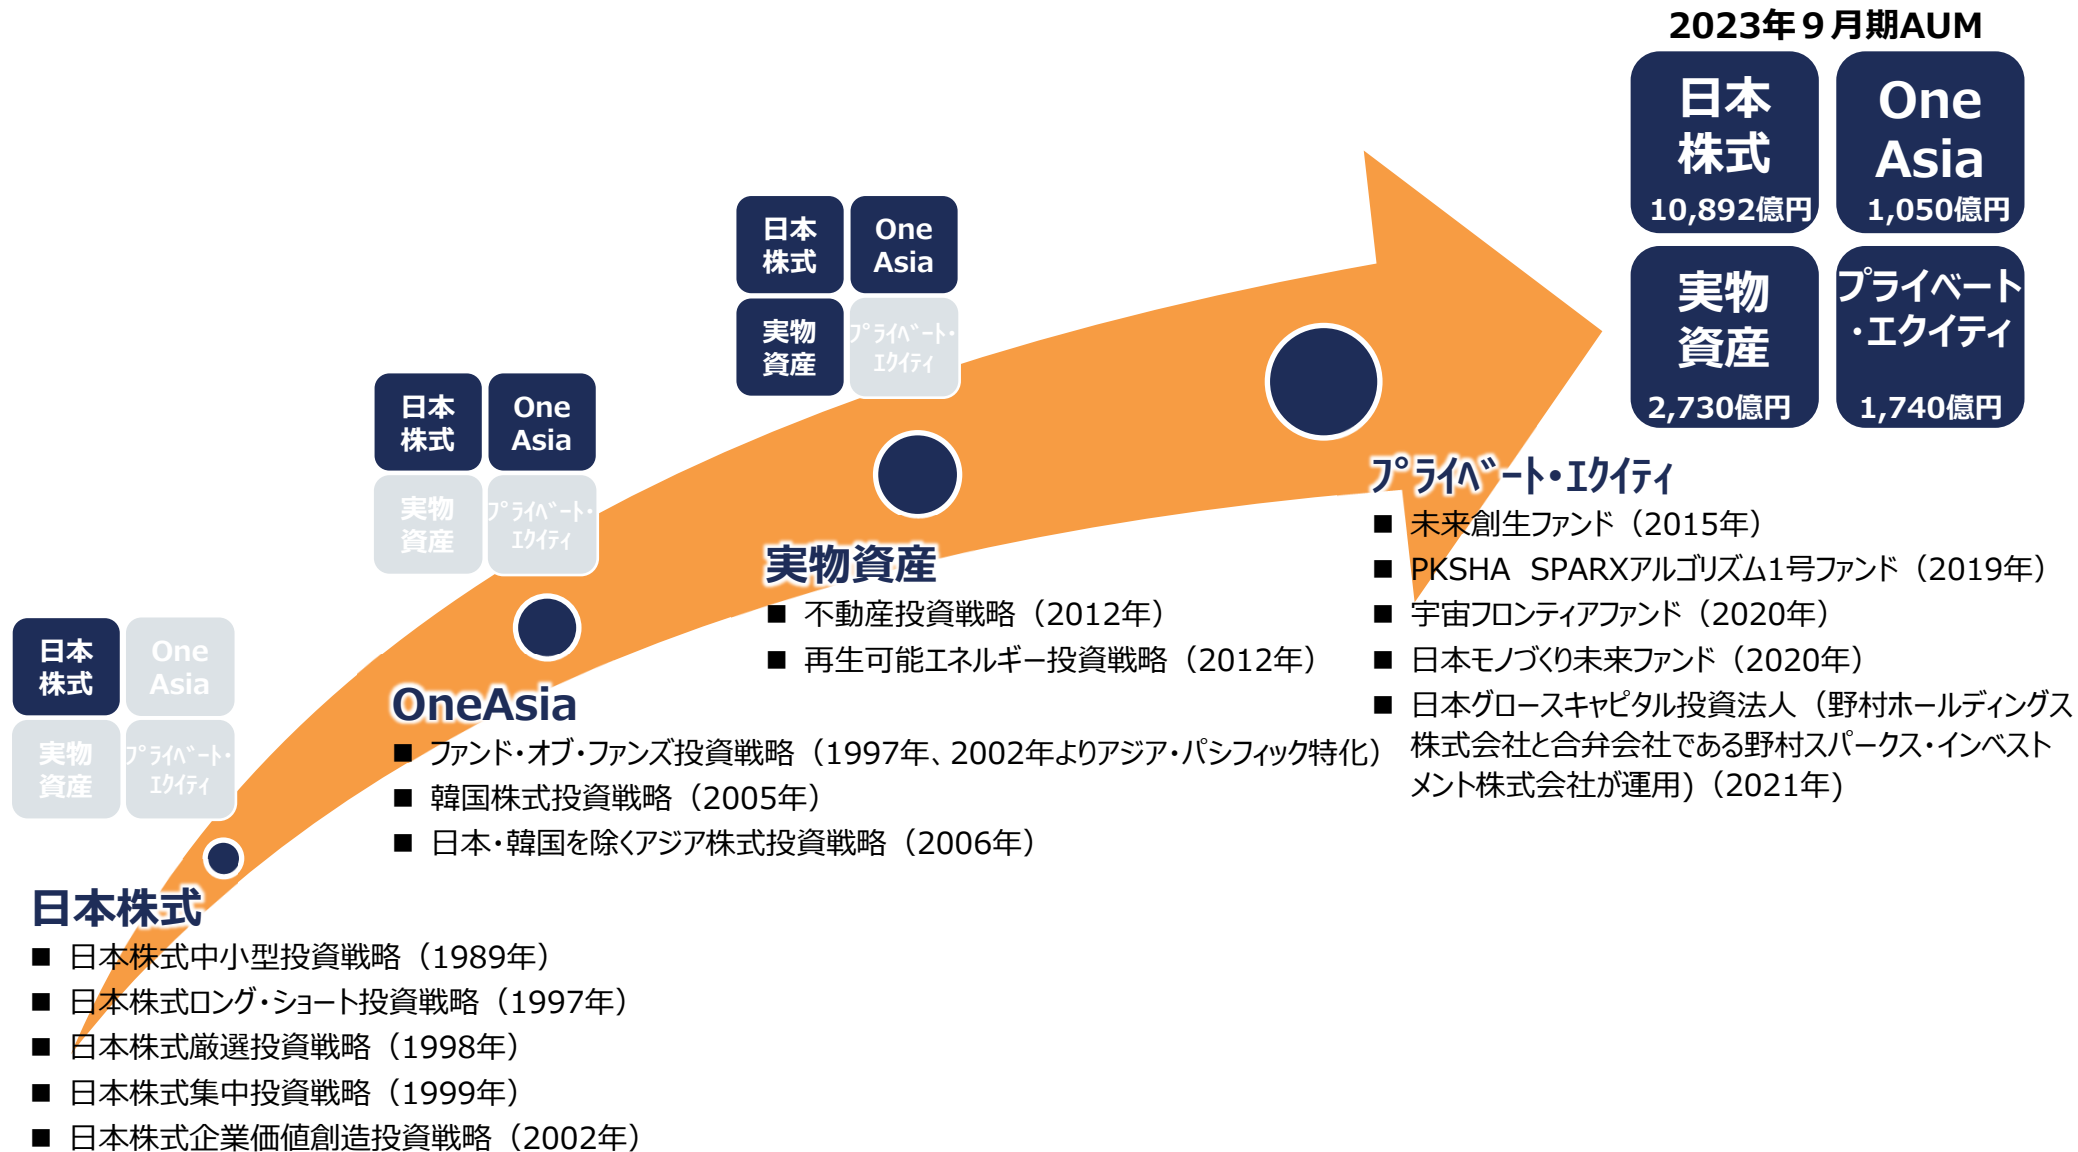 2023年９月期AUM
日本
株式
10,892億円
One
Asia
1,050億円
実物
資産
2,730億円
プライベート
・エクイティ
1,740億円
日本
株式
One
Asia
実物
資産
ﾌﾟﾗｲﾍﾞｰﾄ・
ｴｸｲﾃｨ
日本
株式
One
Asia
実物
資産
ﾌﾟﾗｲﾍﾞｰﾄ・
ｴｸｲﾃｨ
日本
株式
One
Asia
実物
資産
ﾌﾟﾗｲﾍﾞｰﾄ・
ｴｸｲﾃｨ
ﾌﾟﾗｲﾍﾞｰﾄ・ｴｸｲﾃｨ
■ 未来創生ファンド（2015年）
■ PKSHA　SPARXアルゴリズム1号ファンド（2019年）
■ 宇宙フロンティアファンド（2020年）
■ 日本モノづくり未来ファンド（2020年）
■ 日本グロースキャピタル投資法人（野村ホールディングス
株式会社と合弁会社である野村スパークス・インベスト
メント株式会社が運用)（2021年)
実物資産
■ 不動産投資戦略（2012年）
■ 再生可能エネルギー投資戦略（2012年）
OneAsia
■ ファンド・オブ・ファンズ投資戦略（1997年、2002年よりアジア・パシフィック特化）
■ 韓国株式投資戦略（2005年）
■ 日本・韓国を除くアジア株式投資戦略（2006年）
日本株式
■ 日本株式中小型投資戦略（1989年）
■ 日本株式ロング・ショート投資戦略（1997年）
■ 日本株式厳選投資戦略（1998年）
■ 日本株式集中投資戦略（1999年）
■ 日本株式企業価値創造投資戦略（2002年）